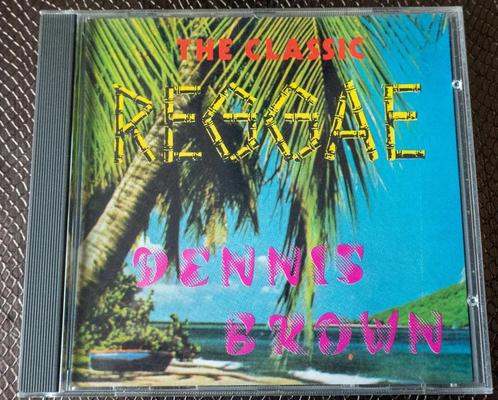 THE CLASSIC
REGGAE
DENNIS
BROWN